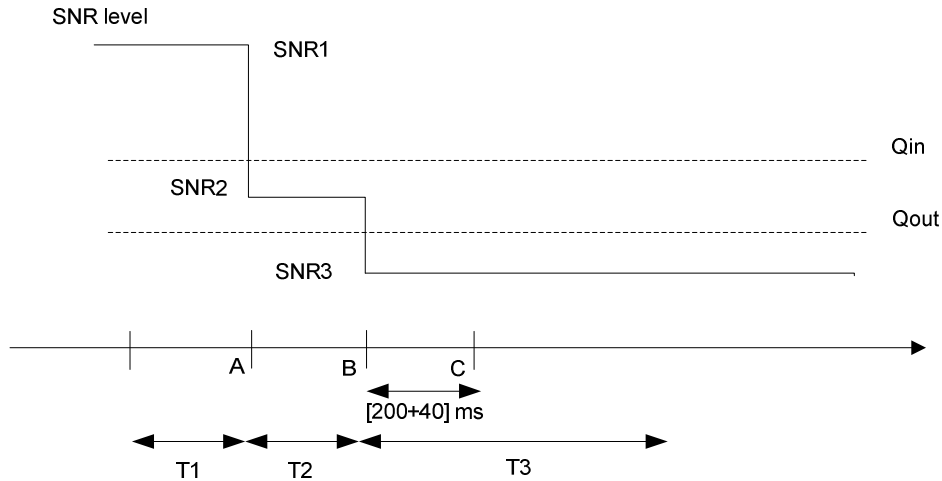 SNR level
SNR1
Qin
SNR2
Qout
SNR3
A
B
C
[200+40] ms
T1
T2
T3